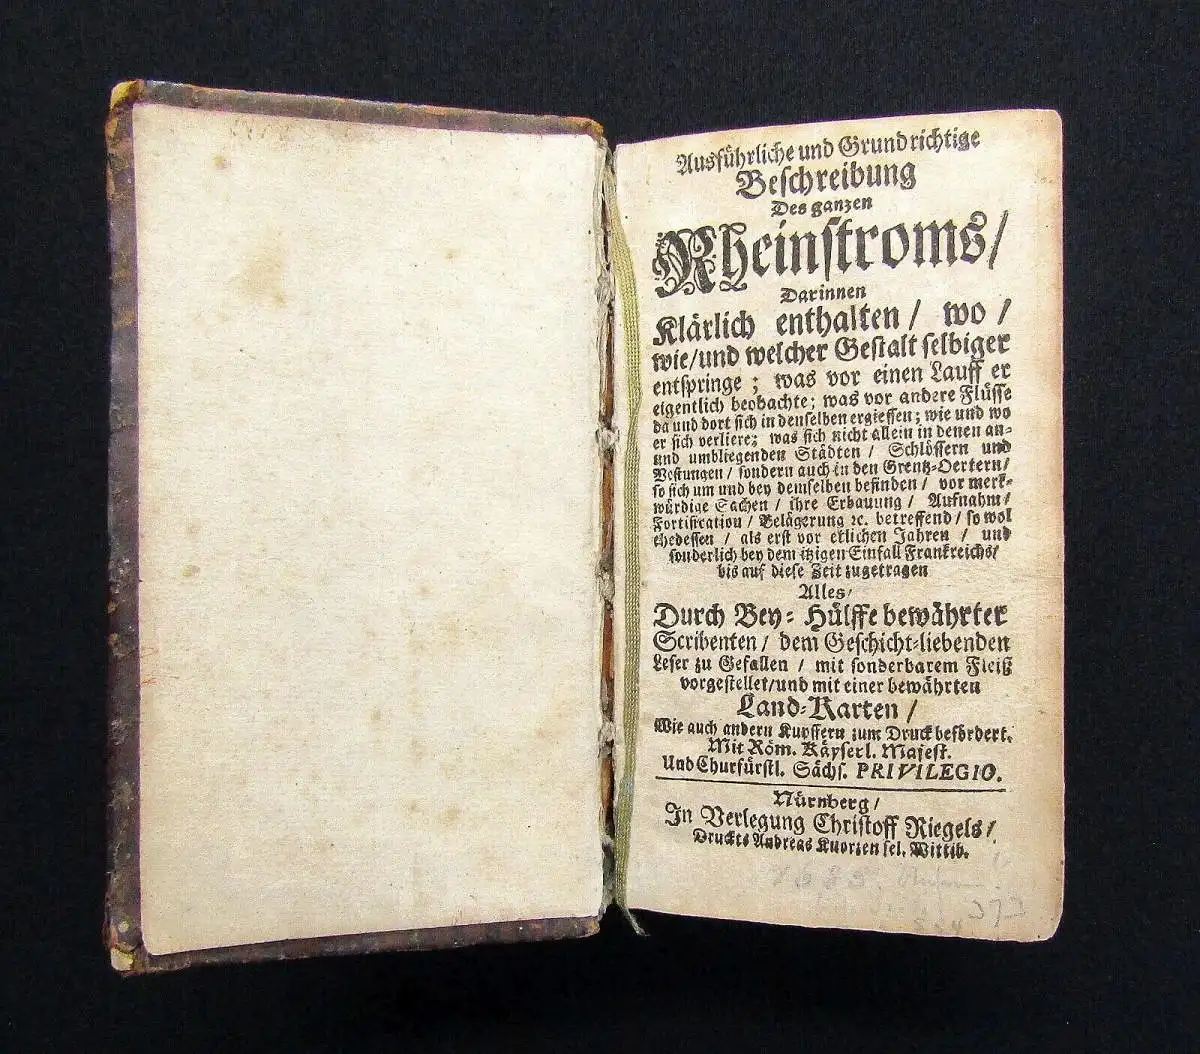 Ausführliche und Grundrichtige
Beschreibung
Des ganzen
Rheinstroms/
Darinnen
Klärlich enthalten / wo /
wie/und welcher Gestalt selbiger
entspringe ; was vor einen Lauff er
eigentlich beobachte; was vor andere Flüsse
da und dort sich in denselben ergiessen; wie und wo
er sich verliere; was sich nicht allein in denen an-
und umbliegenden Städten / Schlössern und
Vestungen / sondern auch in den Grentz-Oertern/
so sich um und bey demselben befinden / vor merk-
würdige Sachen / ihre Erbauung / Aufnahm/
Fortification / Belägerung ꝛc. betreffend / so wol
ehedessen / als erst vor etlichen Jahren / und
sonderlich bey dem itzigen Einfall Frankreichs/
bis auf diese Zeit zugetragen
Alles/
Durch Bey-Hülffe bewährter
Scribenten / dem Geschicht-liebenden
Leser zu Gefallen / mit sonderbarem Fleiß
vorgestellet/und mit einer bewährten
Land-Karten /
Wie auch andern Kupffern zum Druck befördert.
Mit Röm. Käyserl. Majest.
Und Churfürstl. Sächs. PRIVILEGIO.
Nürnberg/
In Verlegung Christoff Riegels/
Druckts Andreas Knorzen sel. Wittib.
1685.
373